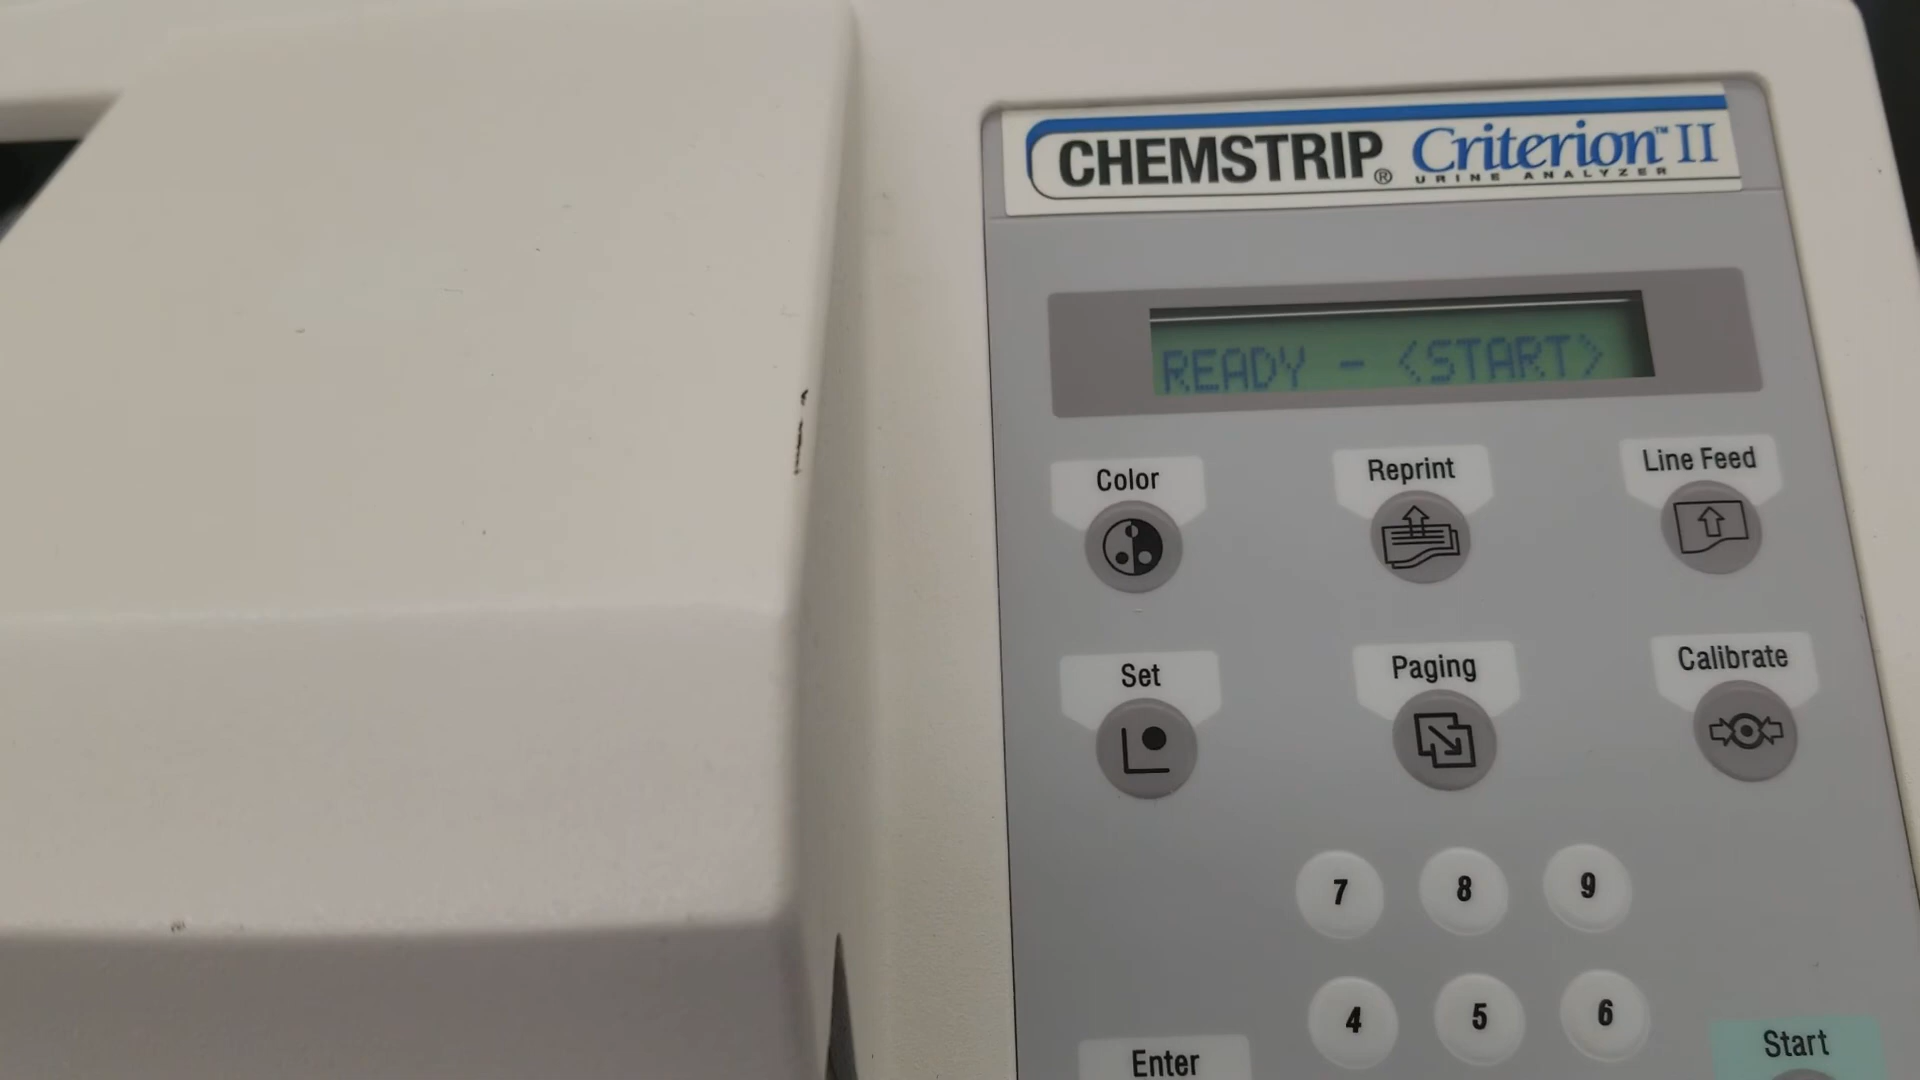 CHEMSTRIP® Criterion™ II
URINE ANALYZER
READY - <START>
Color Reprint Line Feed
Set Paging Calibrate
7 8 9
4 5 6
Enter Start